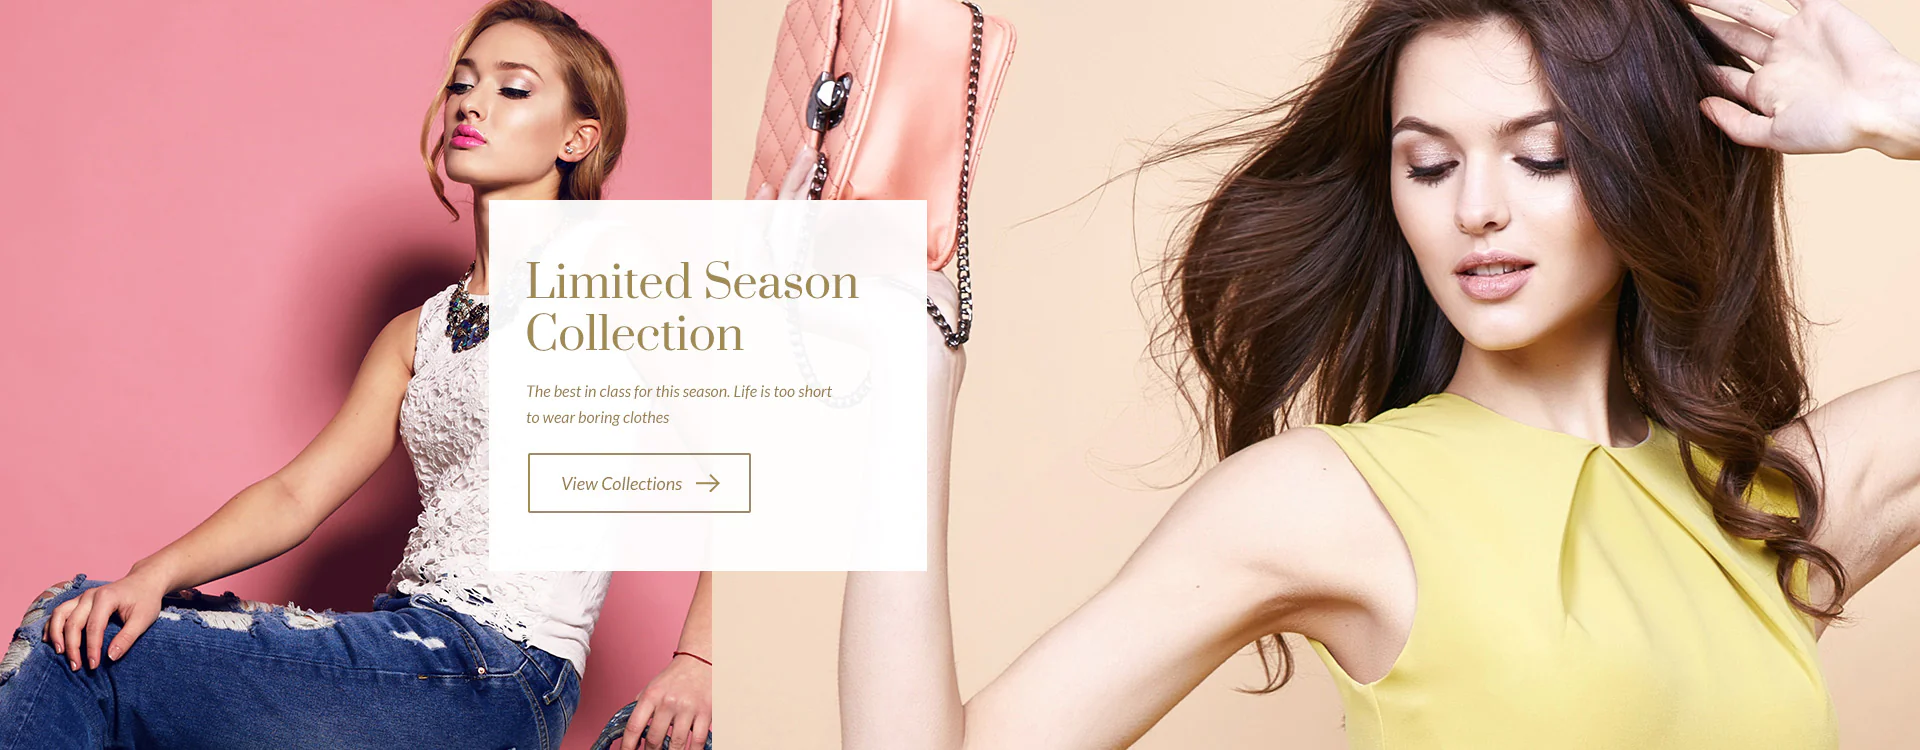 Limited Season
Collection
The best in class for this season. Life is too short
to wear boring clothes
View Collections